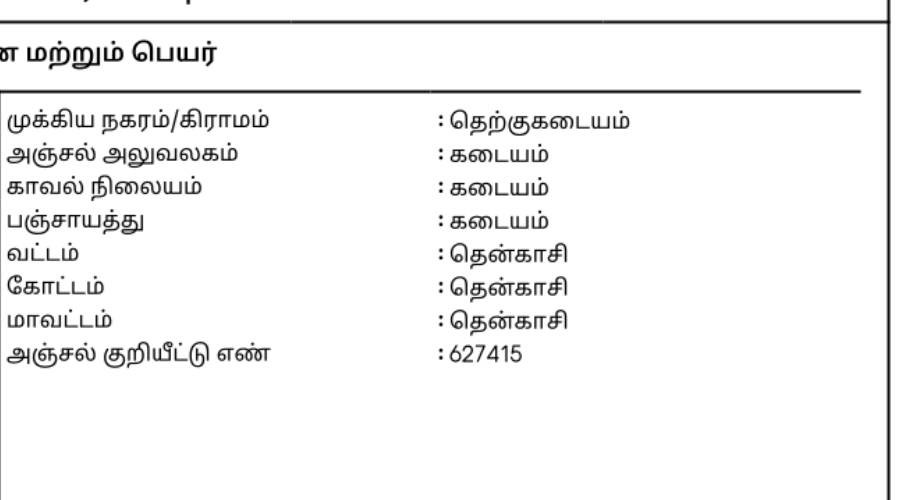 மற்றும் பெயர்
முக்கிய நகரம்/கிராமம் : தெற்குகடையம்
அஞ்சல் அலுவலகம் : கடையம்
காவல் நிலையம் : கடையம்
பஞ்சாயத்து : கடையம்
வட்டம் : தென்காசி
கோட்டம் : தென்காசி
மாவட்டம் : தென்காசி
அஞ்சல் குறியீட்டு எண் : 627415